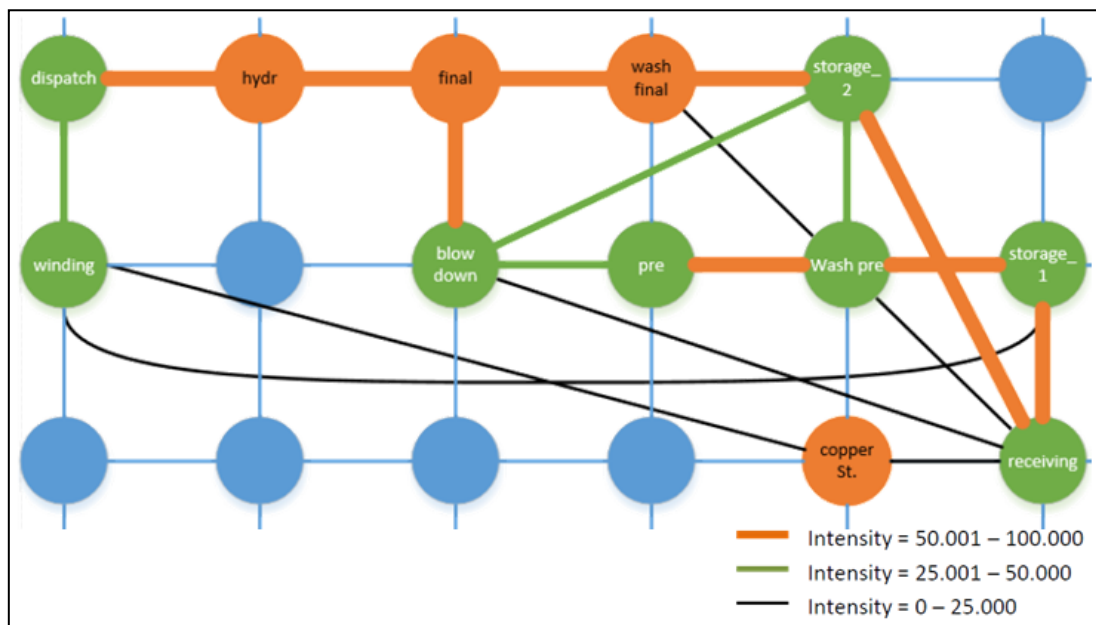 dispatch
hydr
final
wash
final
storage_
2
winding
blow
down
pre
Wash pre
storage_
1
copper
St.
receiving
Intensity = 50.001 – 100.000
Intensity = 25.001 – 50.000
Intensity = 0 – 25.000